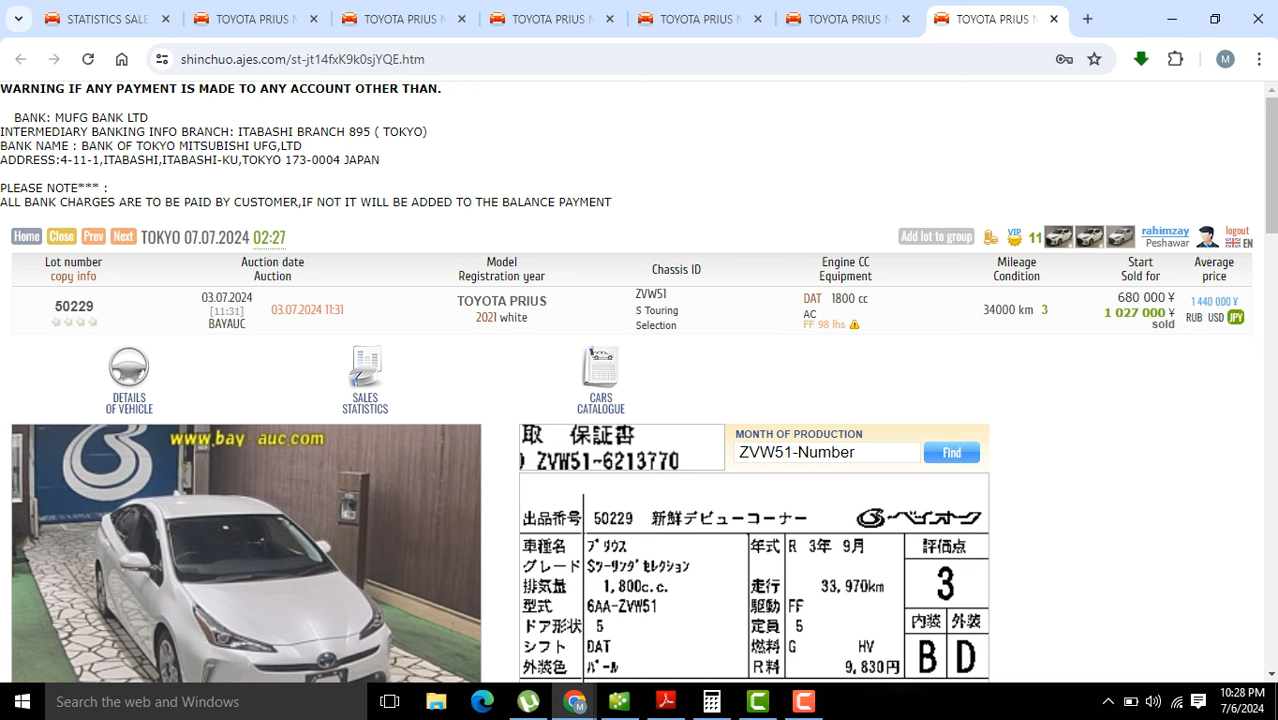 STATISTICS SALE
TOYOTA PRIUS N
TOYOTA PRIUS N
TOYOTA PRIUS N
TOYOTA PRIUS N
TOYOTA PRIUS N
TOYOTA PRIUS N
shinchuo.ajes.com/st-jt14fxK9k0sjYQE.htm
M
WARNING IF ANY PAYMENT IS MADE TO ANY ACCOUNT OTHER THAN.
BANK: MUFG BANK LTD
INTERMEDIARY BANKING INFO BRANCH: ITABASHI BRANCH 895 ( TOKYO)
BANK NAME : BANK OF TOKYO MITSUBISHI UFG,LTD
ADDRESS:4-11-1,ITABASHI,ITABASHI-KU,TOKYO 173-0004 JAPAN
PLEASE NOTE*** :
ALL BANK CHARGES ARE TO BE PAID BY CUSTOMER,IF NOT IT WILL BE ADDED TO THE BALANCE PAYMENT
Home Close Prev Next TOKYO 07.07.2024 02:27
Add lot to group VIP 11 rahimzay Peshawar logout EN
Lot number
copy info
Auction date
Auction
Model
Registration year
Chassis ID
Engine CC
Equipment
Mileage
Condition
Start
Sold for
Average
price
50229
03.07.2024
[11:31]
BAYAUC
03.07.2024 11:31
TOYOTA PRIUS
2021 white
ZVW51
S Touring
Selection
DAT 1800 cc
AC
FF 98 lhs
34000 km 3
680 000 ¥
1 027 000 ¥
sold
1 440 000 ¥
RUB USD JPY
DETAILS
OF VEHICLE
SALES
STATISTICS
CARS
CATALOGUE
www.bay auc.com
取 保証書
ZVW51-6213770
MONTH OF PRODUCTION
ZVW51-Number
Find
出品番号 50229 新鮮デビューコーナー ベイオーク
車種名 プリウス 年式 R 3年 9月 評価点
グレード Sツーリングセレクション
排気量 1,800c.c. 走行 33,970km 3
型式 6AA-ZVW51 駆動 FF
ドア形状 5 定員 5 内装 外装
シフト DAT 燃料 G HV B D
外装色 パール R料 9,830円
Search the web and Windows
M
10:28 PM
7/6/2024